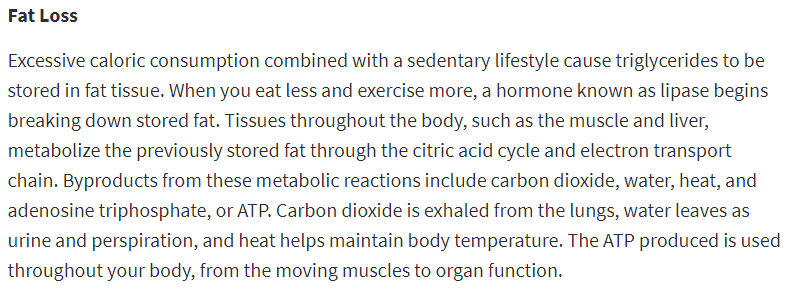 Fat Loss
Excessive caloric consumption combined with a sedentary lifestyle cause triglycerides to be
stored in fat tissue. When you eat less and exercise more, a hormone known as lipase begins
breaking down stored fat. Tissues throughout the body, such as the muscle and liver,
metabolize the previously stored fat through the citric acid cycle and electron transport
chain. Byproducts from these metabolic reactions include carbon dioxide, water, heat, and
adenosine triphosphate, or ATP. Carbon dioxide is exhaled from the lungs, water leaves as
urine and perspiration, and heat helps maintain body temperature. The ATP produced is used
throughout your body, from the moving muscles to organ function.